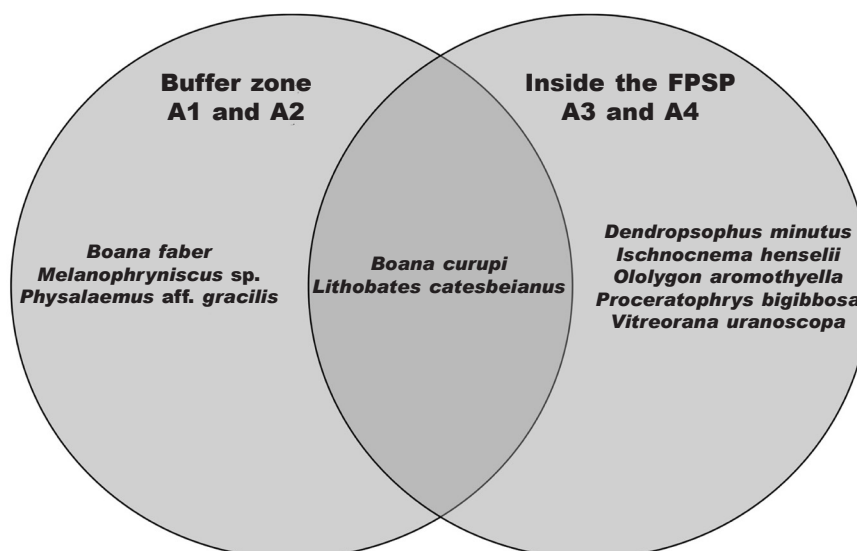 Buffer zone
A1 and A2
Inside the FPSP
A3 and A4
Boana faber
Melanophryniscus sp.
Physalaemus aff. gracilis
Boana curupi
Lithobates catesbeianus
Dendropsophus minutus
Ischnocnema henselii
Ololygon aromothyella
Proceratophrys bigibbosa
Vitreorana uranoscopa